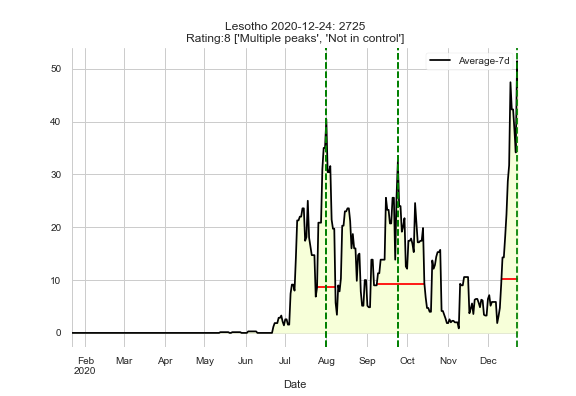 Lesotho 2020-12-24: 2725
Rating:8 ['Multiple peaks', 'Not in control']
Average-7d
50
40
30
20
10
0
Feb Mar Apr May Jun Jul Aug Sep Oct Nov Dec
2020
Date